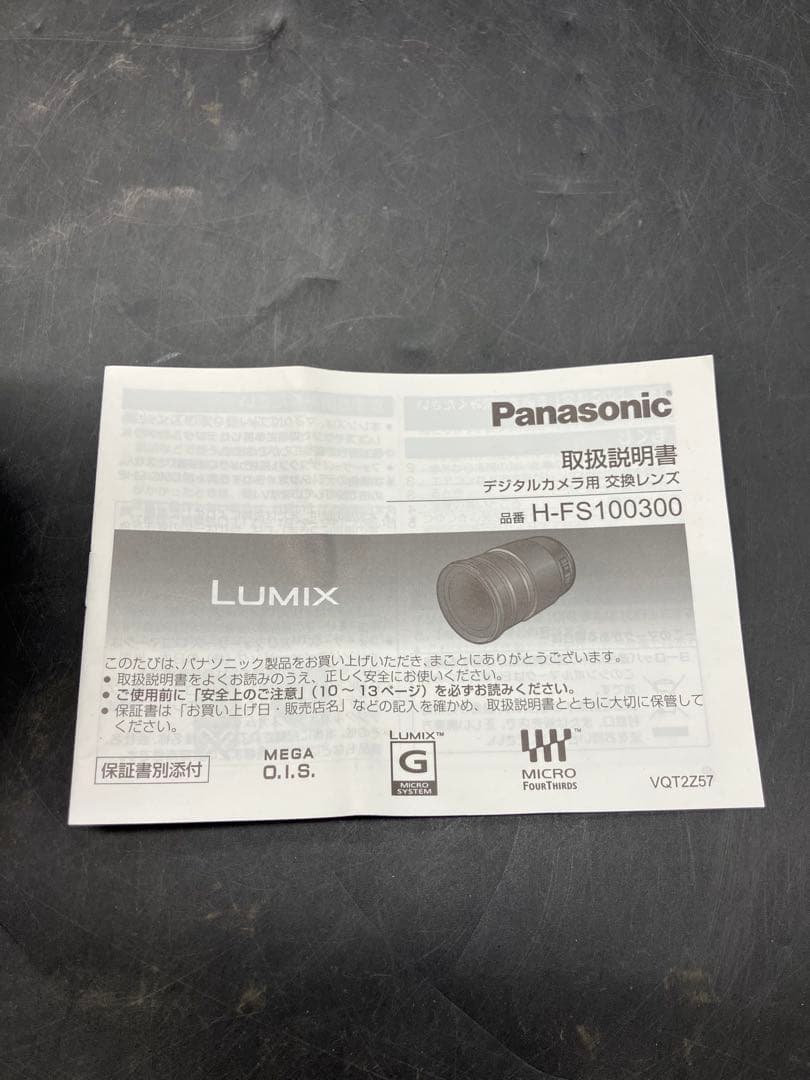 Panasonic
取扱説明書
デジタルカメラ用 交換レンズ
品番 H-FS100300
LUMIX
このたびは、パナソニック製品をお買い上げいただき、まことにありがとうございます。
● 取扱説明書をよくお読みのうえ、正しく安全にお使いください。
● ご使用前に「安全上のご注意」(10～13ページ)を必ずお読みください。
● 保証書は「お買い上げ日・販売店名」などの記入を確かめ、取扱説明書とともに大切に保管して
ください。
保証書別添付
MEGA
O.I.S.
LUMIX™
G
MICRO
SYSTEM
™
MICRO
FOURTHIRDS
VQT2Z57